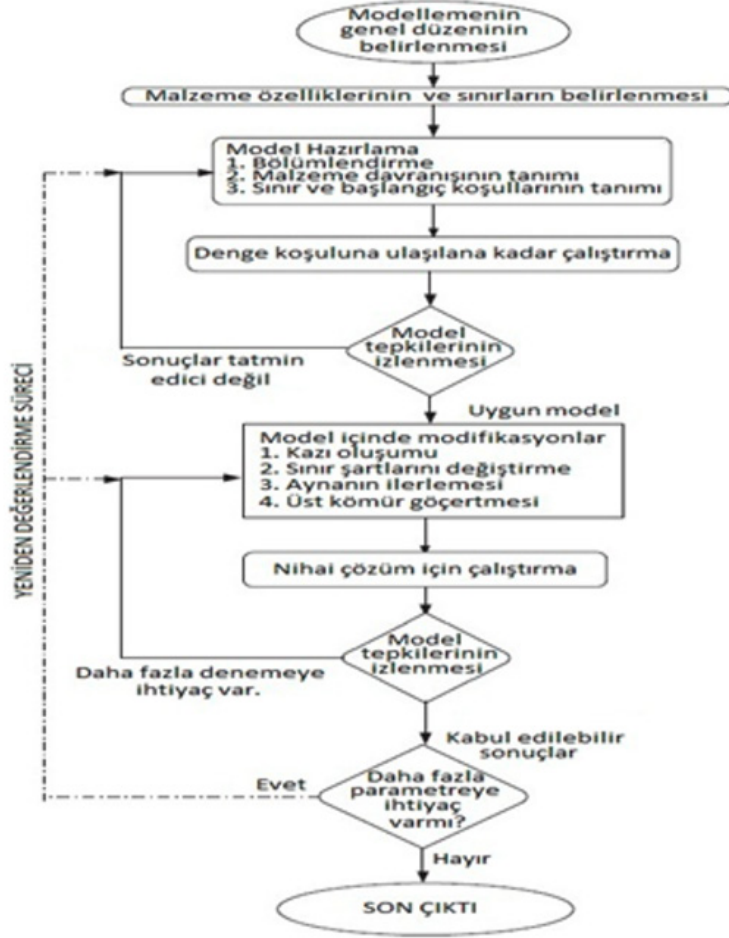 Modellemenin
genel düzeninin
belirlenmesi
Malzeme özelliklerinin ve sınırların belirlenmesi
Model Hazırlama
1. Bölümlendirme
2. Malzeme davranışının tanımı
3. Sınır ve başlangıç koşullarının tanımı
Denge koşuluna ulaşılana kadar çalıştırma
Model
tepkilerinin
izlenmesi
Sonuçlar tatmin
edici değil
Uygun model
Model içinde modifikasyonlar
1. Kazı oluşumu
2. Sınır şartlarını değiştirme
3. Aynanın ilerlemesi
4. Üst kömür göçertmesi
YENİDEN DEĞERLENDİRME SÜRECİ
Nihai çözüm için çalıştırma
Model
tepkilerinin
izlenmesi
Daha fazla denemeye
ihtiyaç var.
Kabul edilebilir
sonuçlar
Evet
Daha fazla
parametreye
ihtiyaç
varmı?
Hayır
SON ÇIKTI